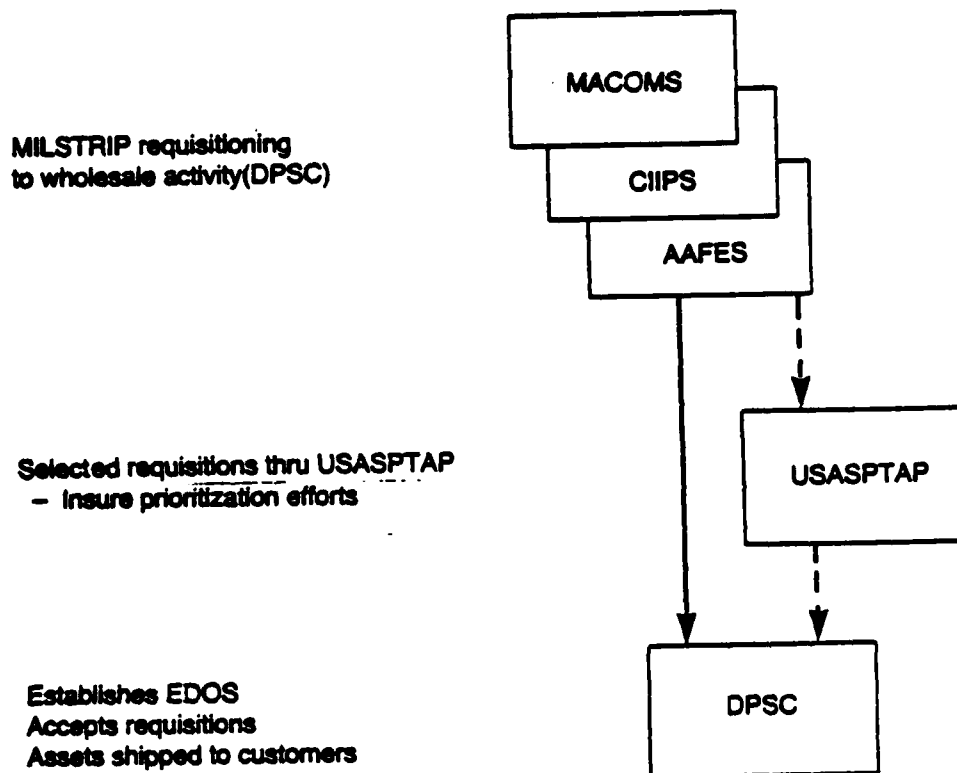 MACOMS
MILSTRIP requisitioning
to wholesale activity(DPSC)
CIIPS
AAFES
Selected requisitions thru USASPTAP
– Insure prioritization efforts
USASPTAP
Establishes EDOS
Accepts requisitions
Assets shipped to customers
DPSC